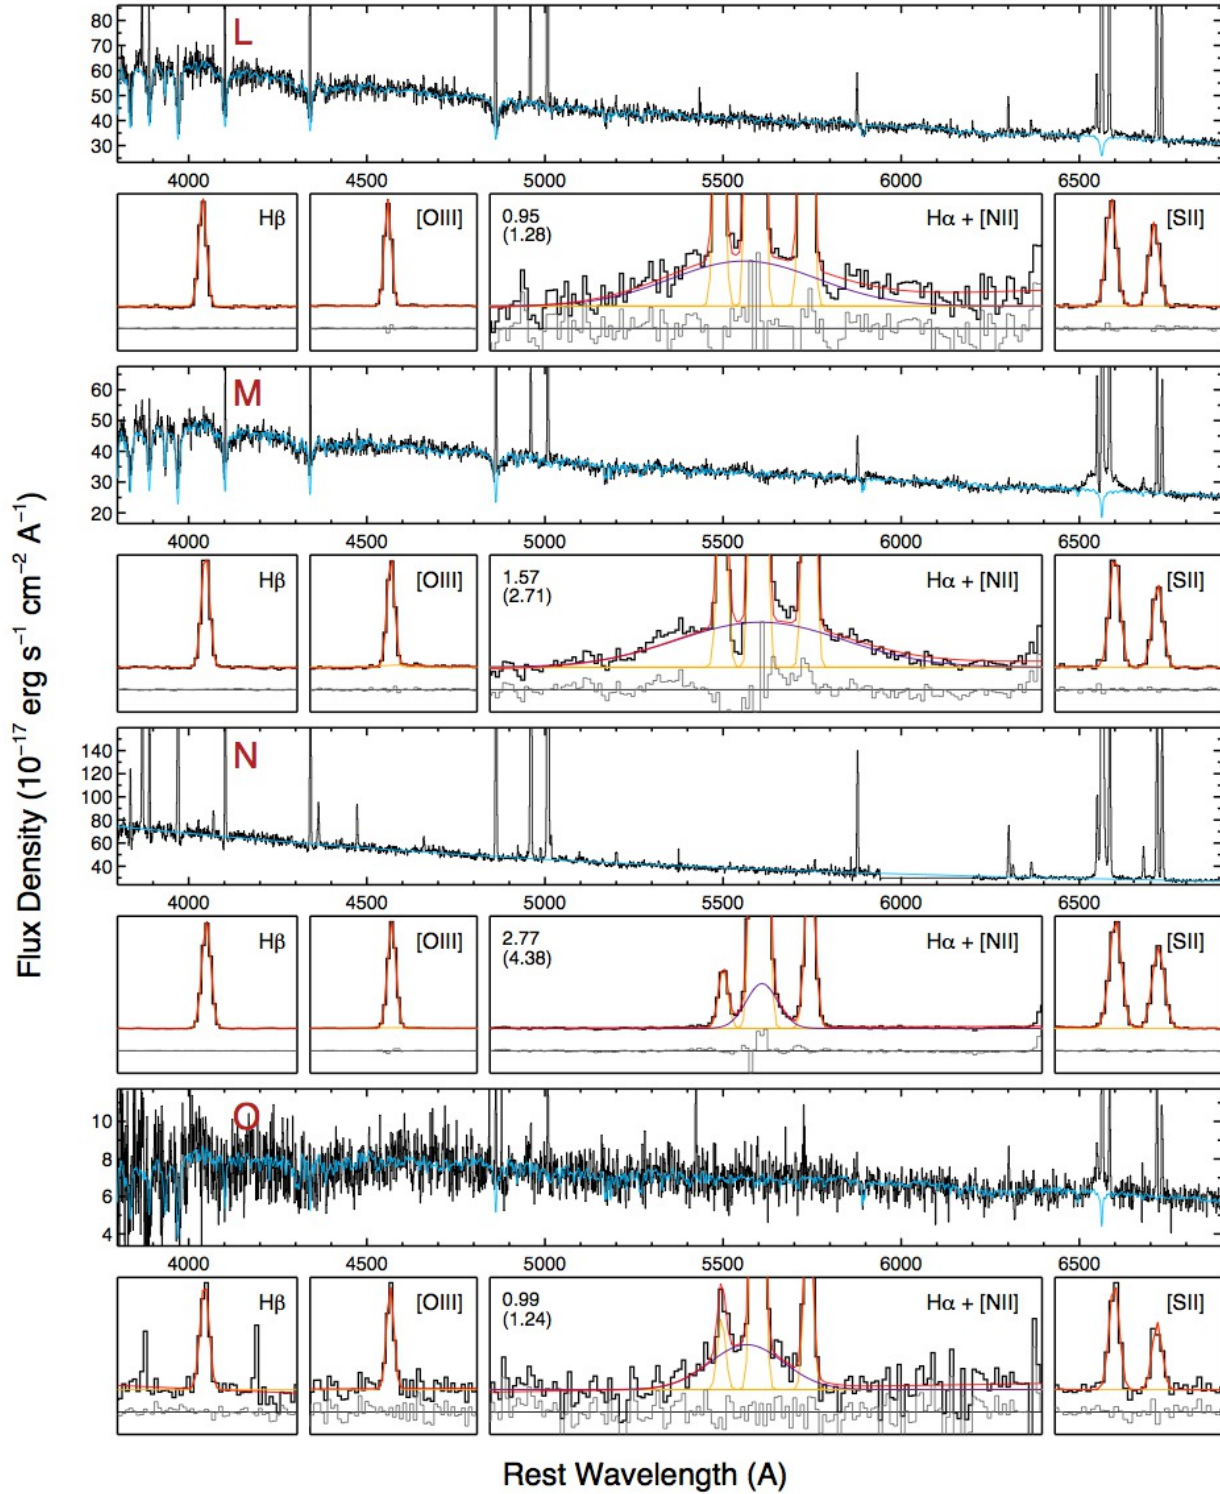 L
80
70
60
50
40
30
4000 4500 5000 5500 6000 6500
Hβ [OIII] 0.95 Hα + [NII] [SII]
(1.28)
M
60
50
40
30
20
4000 4500 5000 5500 6000 6500
Hβ [OIII] 1.57 Hα + [NII] [SII]
(2.71)
N
140
120
100
80
60
40
4000 4500 5000 5500 6000 6500
Hβ [OIII] 2.77 Hα + [NII] [SII]
(4.38)
O
10
8
6
4
4000 4500 5000 5500 6000 6500
Hβ [OIII] 0.99 Hα + [NII] [SII]
(1.24)
Flux Density (10⁻¹⁷ erg s⁻¹ cm⁻² A⁻¹)
Rest Wavelength (A)